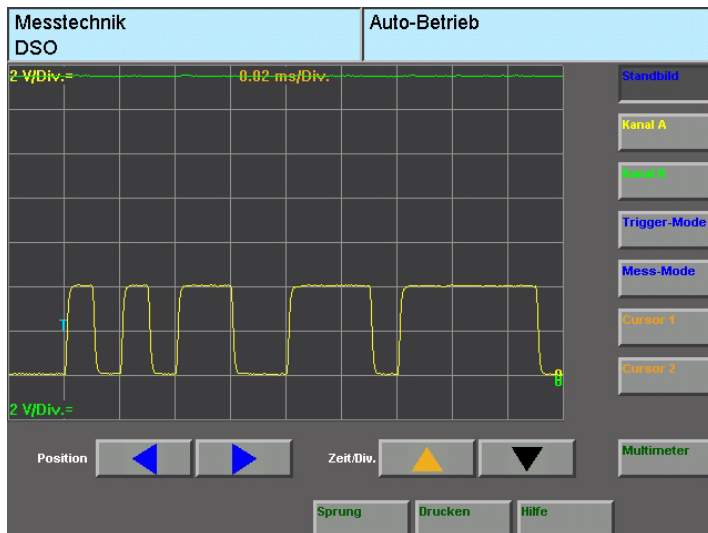 Messtechnik
DSO
Auto-Betrieb
2 V/Div.=
0.02 ms/Div.
Standbild
Kanal A
Kanal B
Trigger-Mode
Mess-Mode
T
Cursor 1
Cursor 2
2 V/Div.=
Position
Zeit/Div.
Multimeter
Sprung
Drucken
Hilfe